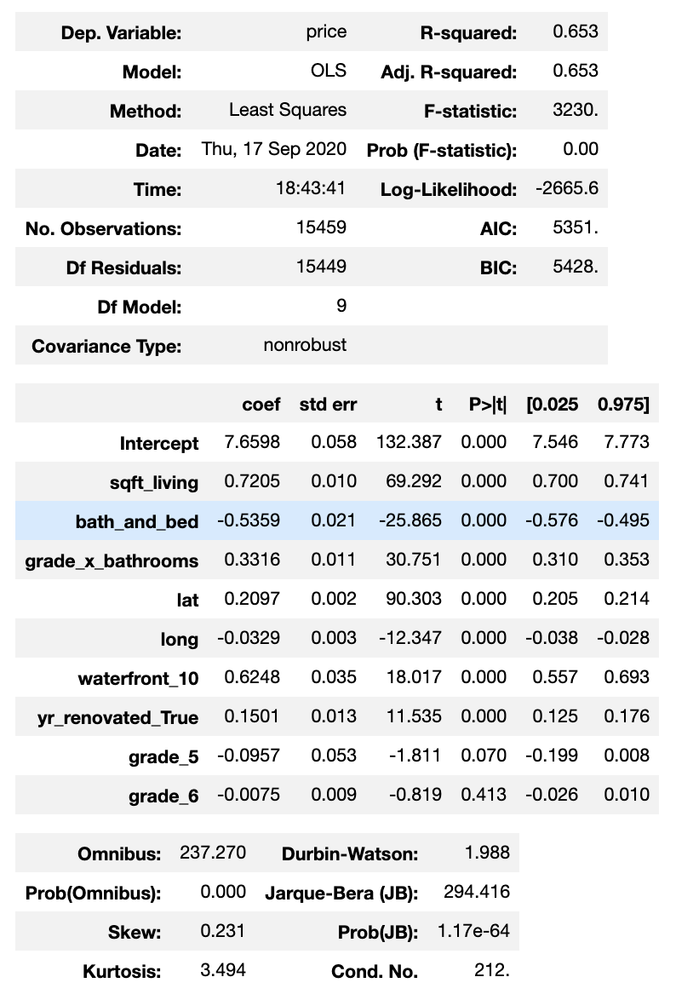 Dep. Variable: price R-squared: 0.653
Model: OLS Adj. R-squared: 0.653
Method: Least Squares F-statistic: 3230.
Date: Thu, 17 Sep 2020 Prob (F-statistic): 0.00
Time: 18:43:41 Log-Likelihood: -2665.6
No. Observations: 15459 AIC: 5351.
Df Residuals: 15449 BIC: 5428.
Df Model: 9
Covariance Type: nonrobust
coef std err t P>|t| [0.025 0.975]
Intercept 7.6598 0.058 132.387 0.000 7.546 7.773
sqft_living 0.7205 0.010 69.292 0.000 0.700 0.741
bath_and_bed -0.5359 0.021 -25.865 0.000 -0.576 -0.495
grade_x_bathrooms 0.3316 0.011 30.751 0.000 0.310 0.353
lat 0.2097 0.002 90.303 0.000 0.205 0.214
long -0.0329 0.003 -12.347 0.000 -0.038 -0.028
waterfront_10 0.6248 0.035 18.017 0.000 0.557 0.693
yr_renovated_True 0.1501 0.013 11.535 0.000 0.125 0.176
grade_5 -0.0957 0.053 -1.811 0.070 -0.199 0.008
grade_6 -0.0075 0.009 -0.819 0.413 -0.026 0.010
Omnibus: 237.270 Durbin-Watson: 1.988
Prob(Omnibus): 0.000 Jarque-Bera (JB): 294.416
Skew: 0.231 Prob(JB): 1.17e-64
Kurtosis: 3.494 Cond. No. 212.